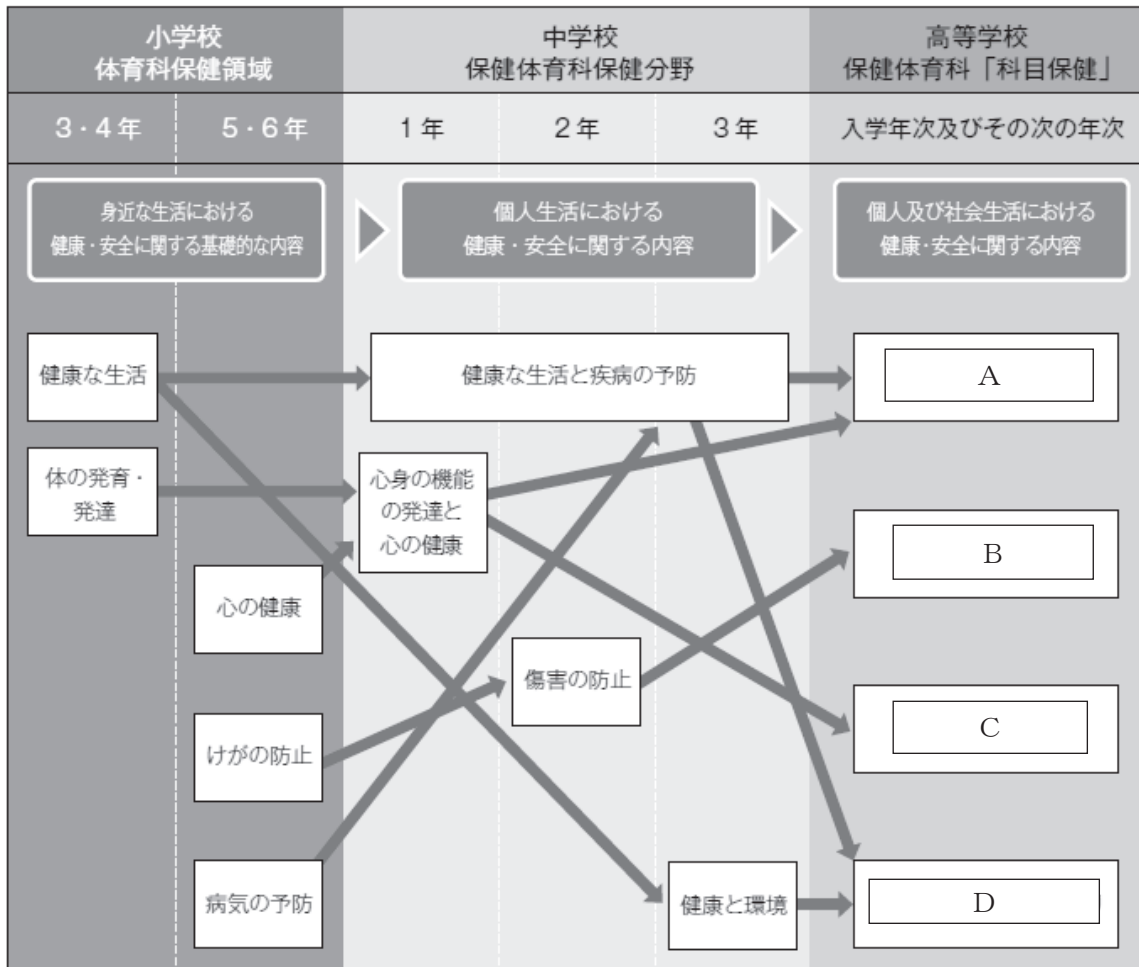 小学校
体育科保健領域
中学校
保健体育科保健分野
高等学校
保健体育科「科目保健」
3・4年
5・6年
1年
2年
3年
入学年次及びその次の年次
身近な生活における
健康・安全に関する基礎的な内容
個人生活における
健康・安全に関する内容
個人及び社会生活における
健康・安全に関する内容
健康な生活
健康な生活と疾病の予防
A
体の発育・
発達
心身の機能
の発達と
心の健康
B
心の健康
傷害の防止
C
けがの防止
病気の予防
健康と環境
D